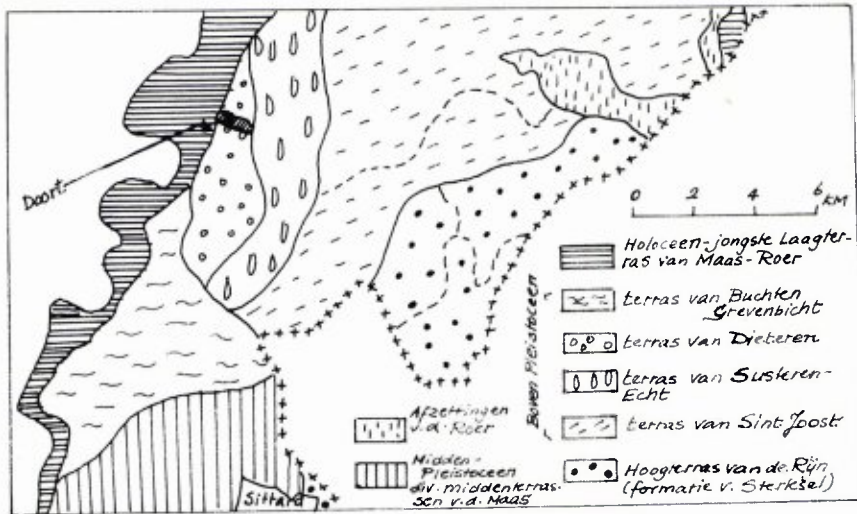 Doort.
0 2 4 6 KM
Holoceen-jongste Laagter-
ras van Maas-Roer
terras van Buchten
Grevenbicht
terras van Dieteren
terras van Susteren-
Echt
terras van Sint Joost
Hoogterras van de Rijn
(formatie v. Sterksel)
Boven Pleistoceen
Afzettingen
v.d. Roer
Midden-
Pleistoceen
div. middenterras-
sen v.d. Maas
Sittard